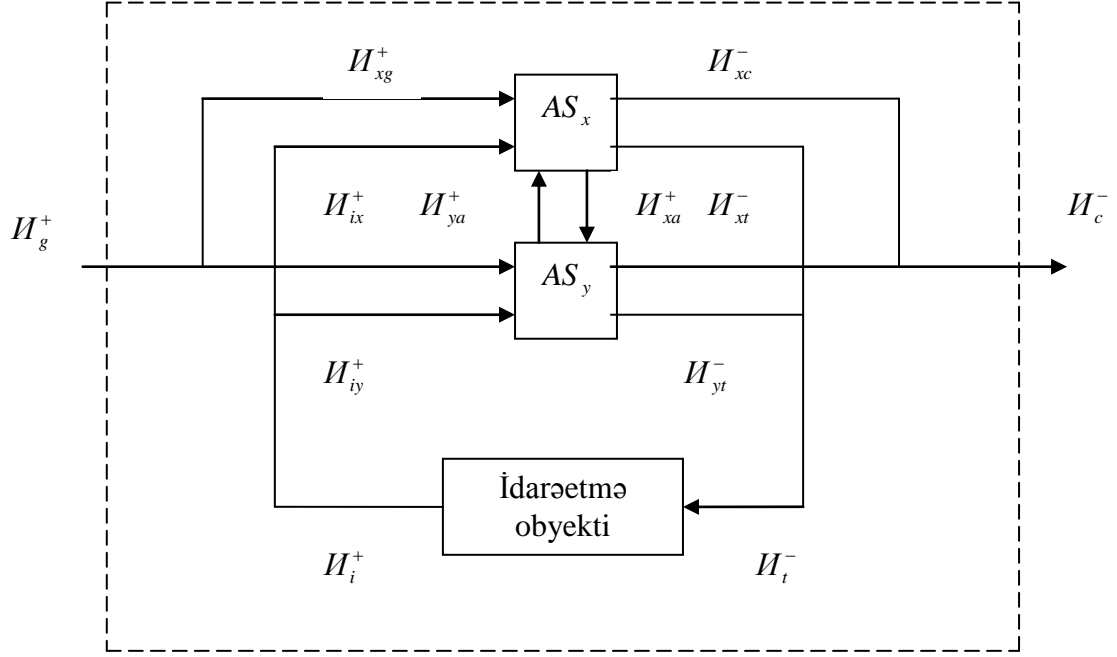 И⁺xg
И⁻xc
ASx
И⁺ix
И⁺ya
И⁺xa
И⁻xt
И⁺g
И⁻c
ASy
И⁺iy
И⁻yt
İdarəetmə
obyekti
И⁺i
И⁻t